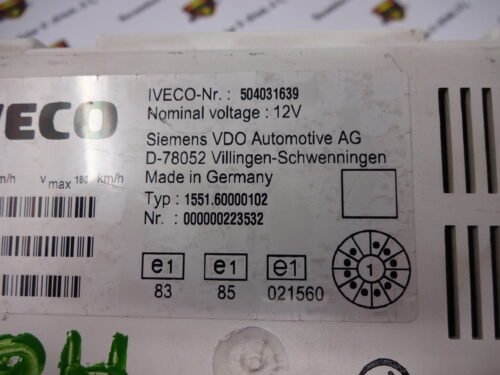 IVECO
IVECO-Nr. : 504031639
Nominal voltage : 12V
Siemens VDO Automotive AG
D-78052 Villingen-Schwenningen
Made in Germany
m/h V max 180 km/h
Typ : 1551.60000102
Nr. : 000000223532
e1 e1 e1
83 85 021560
1